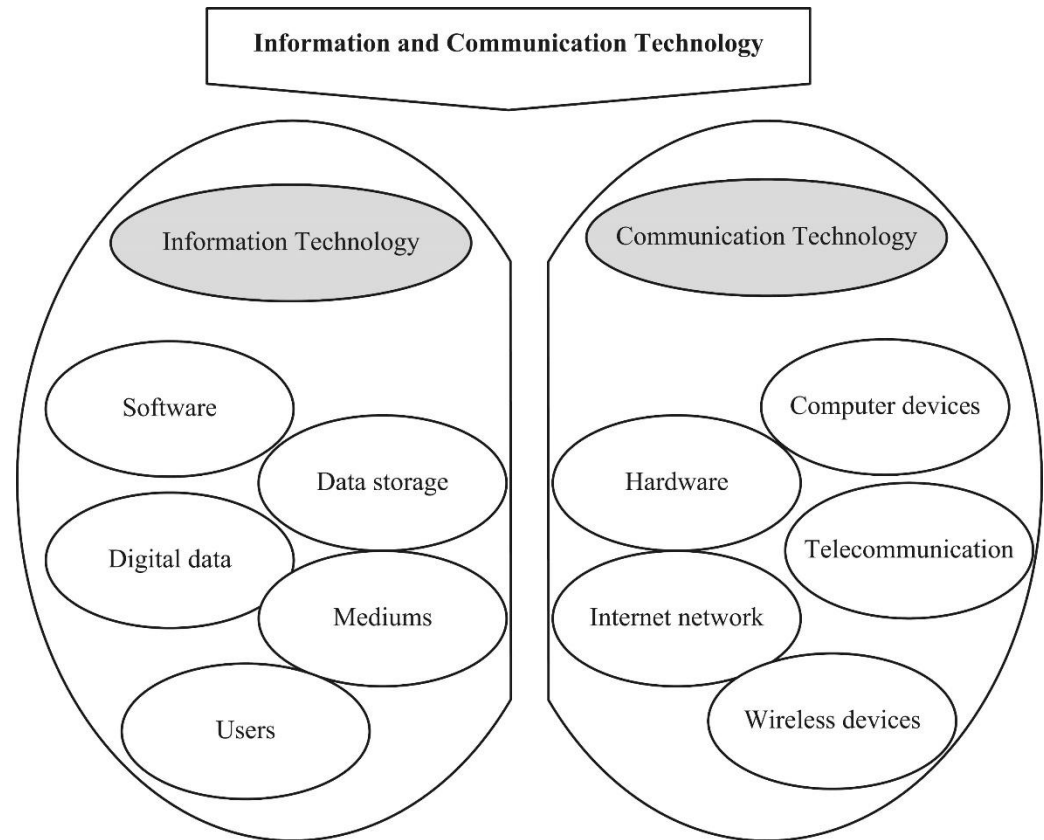 Information and Communication Technology
Information Technology
Software
Data storage
Digital data
Mediums
Users
Communication Technology
Computer devices
Hardware
Telecommunication
Internet network
Wireless devices